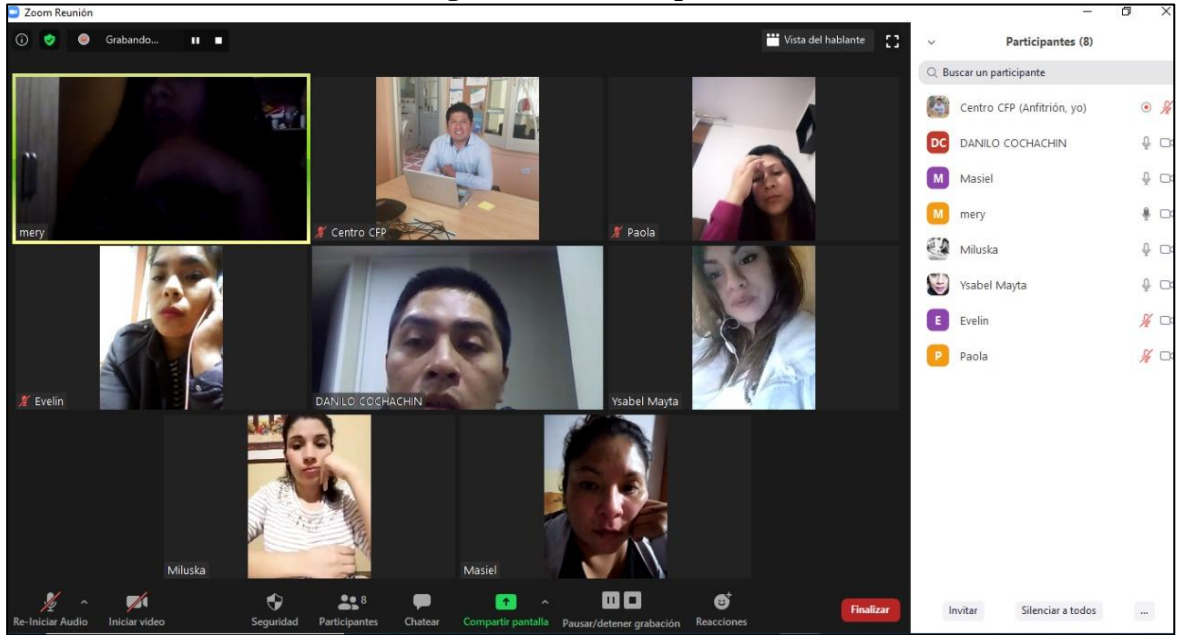 Zoom Reunión
Grabando...
Vista del hablante
mery
Centro CFP
Paola
Evelin
DANILO COCHACHIN
Ysabel Mayta
Miluska
Masiel
Re-Iniciar Audio
Iniciar video
Seguridad
Participantes
8
Chatear
Compartir pantalla
Pausar/detener grabación
Reacciones
Finalizar
Participantes (8)
Buscar un participante
Centro CFP (Anfitrión, yo)
DC DANILO COCHACHIN
M Masiel
M mery
Miluska
Ysabel Mayta
E Evelin
P Paola
Invitar
Silenciar a todos
...